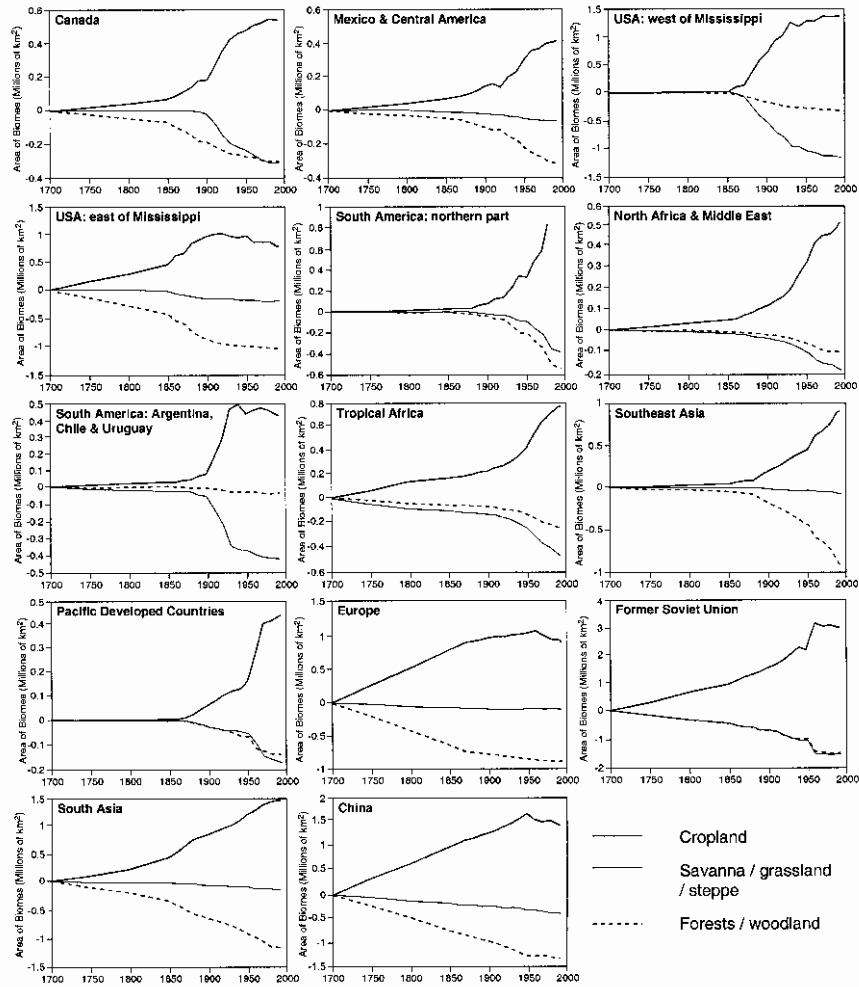 Canada
Area of Biomes (Millions of km²)
0.6
0.4
0.2
0
-0.2
-0.4
1700 1750 1800 1850 1900 1950 2000
Mexico & Central America
Area of Biomes (Millions of km²)
0.6
0.4
0.2
0
-0.2
-0.4
1700 1750 1800 1850 1900 1950 2000
USA: west of Mississippi
Area of Biomes (Millions of km²)
1.5
1
0.5
0
-0.5
-1
-1.5
1700 1750 1800 1850 1900 1950 2000
USA: east of Mississippi
Area of Biomes (Millions of km²)
1.5
1
0.5
0
-0.5
-1
-1.5
1700 1750 1800 1850 1900 1950 2000
South America: northern part
Area of Biomes (Millions of km²)
1
0.8
0.6
0.4
0.2
0
-0.2
-0.4
-0.6
1700 1750 1800 1850 1900 1950 2000
North Africa & Middle East
Area of Biomes (Millions of km²)
0.6
0.5
0.4
0.3
0.2
0.1
0
-0.1
-0.2
1700 1750 1800 1850 1900 1950 2000
South America: Argentina,
Chile & Uruguay
Area of Biomes (Millions of km²)
0.5
0.4
0.3
0.2
0.1
0
-0.1
-0.2
-0.3
-0.4
-0.5
1700 1750 1800 1850 1900 1950 2000
Tropical Africa
Area of Biomes (Millions of km²)
0.8
0.6
0.4
0.2
0
-0.2
-0.4
-0.6
1700 1750 1800 1850 1900 1950 2000
Southeast Asia
Area of Biomes (Millions of km²)
1
0.5
0
-0.5
-1
1700 1750 1800 1850 1900 1950 2000
Pacific Developed Countries
Area of Biomes (Millions of km²)
0.5
0.4
0.3
0.2
0.1
0
-0.1
-0.2
1700 1750 1800 1850 1900 1950 2000
Europe
Area of Biomes (Millions of km²)
1.5
1
0.5
0
-0.5
-1
1700 1750 1800 1850 1900 1950 2000
Former Soviet Union
Area of Biomes (Millions of km²)
4
3
2
1
0
-1
-2
1700 1750 1800 1850 1900 1950 2000
South Asia
Area of Biomes (Millions of km²)
1.5
1
0.5
0
-0.5
-1
-1.5
1700 1750 1800 1850 1900 1950 2000
China
Area of Biomes (Millions of km²)
2
1.5
1
0.5
0
-0.5
-1
-1.5
1700 1750 1800 1850 1900 1950 2000
Cropland
Savanna / grassland
/ steppe
Forests / woodland